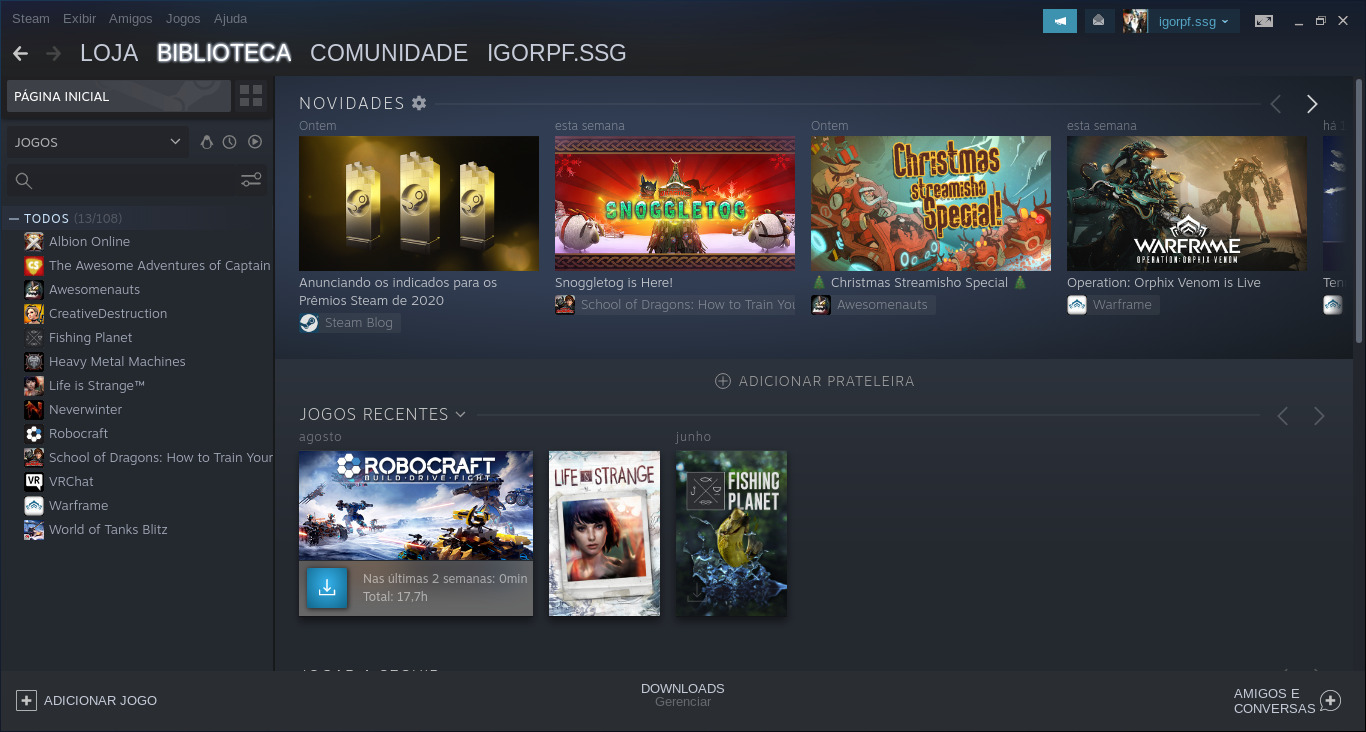 Steam Exibir Amigos Jogos Ajuda
igorpf.ssg
LOJA BIBLIOTECA COMUNIDADE IGORPF.SSG
PÁGINA INICIAL
JOGOS
TODOS (13/108)
Albion Online
The Awesome Adventures of Captain
Awesomenauts
CreativeDestruction
Fishing Planet
Heavy Metal Machines
Life is Strange™
Neverwinter
Robocraft
School of Dragons: How to Train Your
VRChat
Warframe
World of Tanks Blitz
NOVIDADES
Ontem
Anunciando os indicados para os
Prêmios Steam de 2020
Steam Blog
esta semana
SNOGGLETOG
Snoggletog is Here!
School of Dragons: How to Train You
Ontem
Christmas
streamisho
Special!
🎄 Christmas Streamisho Special 🎄
Awesomenauts
esta semana
WARFRAME
OPERATION: ORPHIX VENOM
Operation: Orphix Venom is Live
Warframe
há 1
Ten
ADICIONAR PRATELEIRA
JOGOS RECENTES
agosto
ROBOCRAFT
BUILD·DRIVE·FIGHT
Nas últimas 2 semanas: 0min
Total: 17,7h
LIFE IS STRANGE
junho
J G
FISHING
PLANET
JOGAR A SEGUIR
ADICIONAR JOGO
DOWNLOADS
Gerenciar
AMIGOS E
CONVERSAS